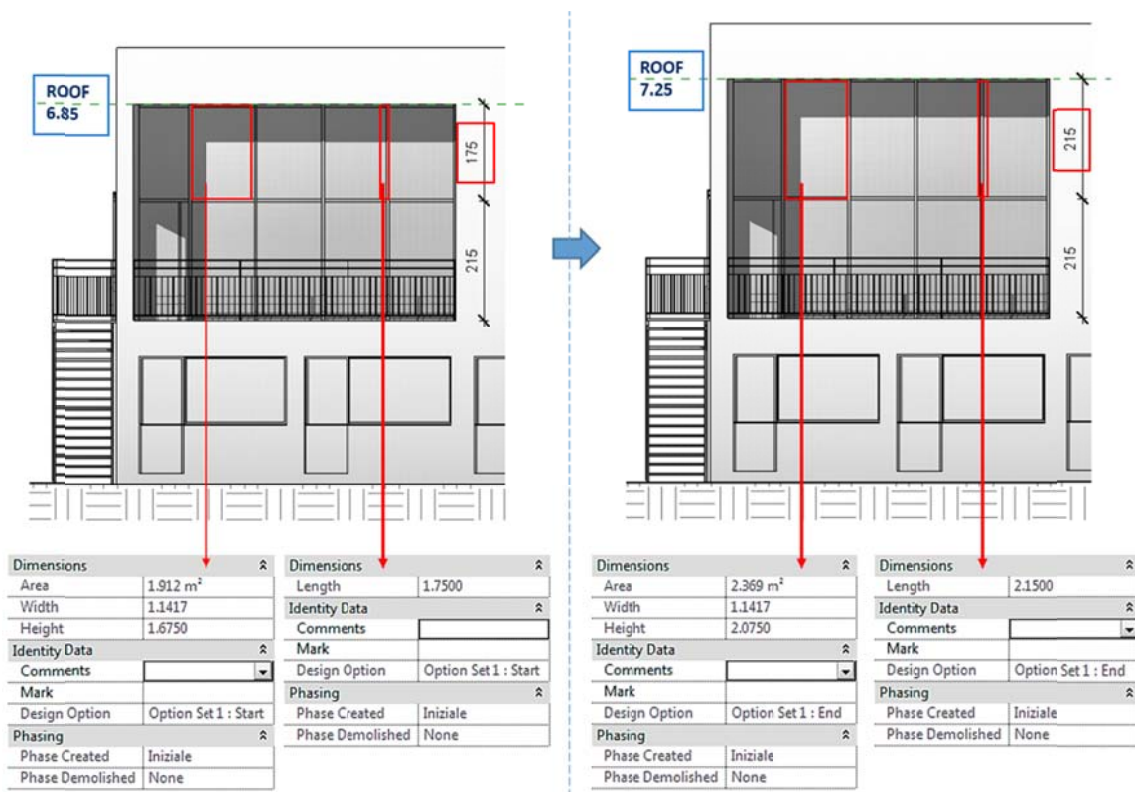 ROOF
6.85
175
215
Dimensions
Area 1.912 m²
Width 1.1417
Height 1.6750
Identity Data
Comments
Mark
Design Option Option Set 1 : Start
Phasing
Phase Created Iniziale
Phase Demolished None
Dimensions
Length 1.7500
Identity Data
Comments
Mark
Design Option Option Set 1 : Start
Phasing
Phase Created Iniziale
Phase Demolished None
ROOF
7.25
215
215
Dimensions
Area 2.369 m²
Width 1.1417
Height 2.0750
Identity Data
Comments
Mark
Design Option Option Set 1 : End
Phasing
Phase Created Iniziale
Phase Demolished None
Dimensions
Length 2.1500
Identity Data
Comments
Mark
Design Option Option Set 1 : End
Phasing
Phase Created Iniziale
Phase Demolished None